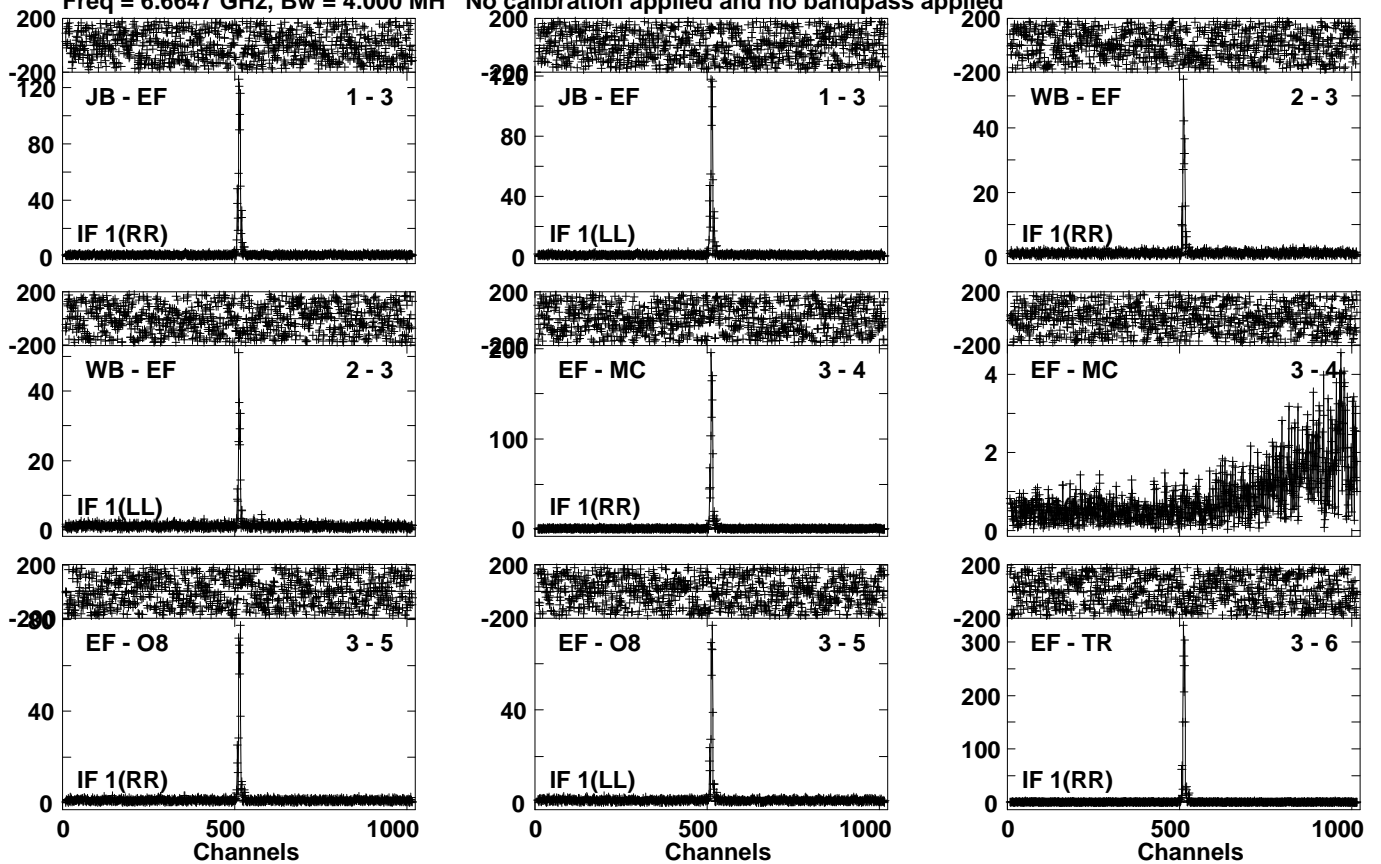 Freq = 6.6647 GHz, Bw = 4.000 MH No calibration applied and no bandpass applied
200 200 200
-200 -200 -200
120 120
JB - EF 1 - 3 JB - EF 1 - 3 WB - EF 2 - 3
80 80 40
40 40 20
IF 1(RR) IF 1(LL) IF 1(RR)
0 0 0
200 200 200
-200 -200
200
WB - EF 2 - 3 EF - MC 3 - 4 EF - MC 3 - 4
40 4
20 100 2
IF 1(LL) IF 1(RR)
0 0 0
200 200 200
-200 -200 -200
80
EF - O8 3 - 5 EF - O8 3 - 5 EF - TR 3 - 6
300
40 40 200
100
IF 1(RR) IF 1(LL) IF 1(RR)
0 0 0
0 500 1000 0 500 1000 0 500 1000
Channels Channels Channels